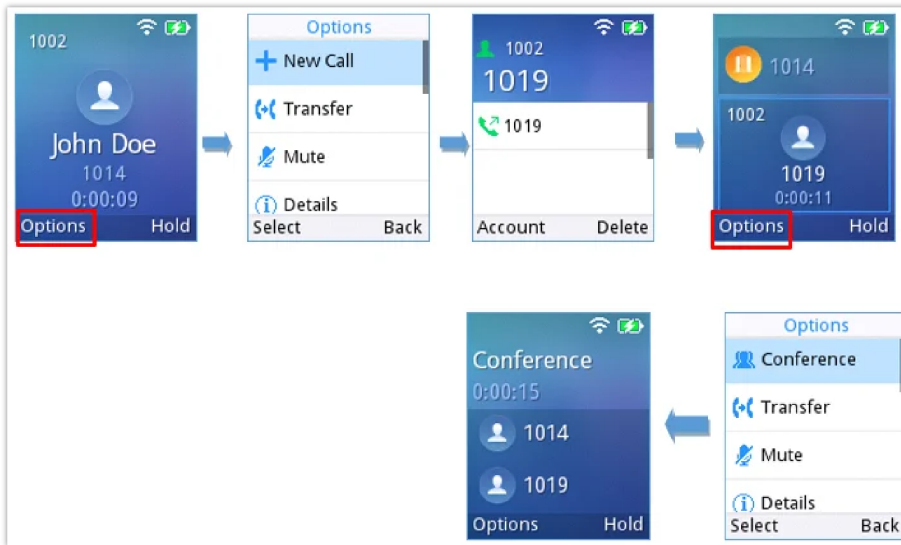 1002
John Doe
1014
0:00:09
Options Hold
Options
New Call
Transfer
Mute
Details
Select Back
1002
1019
1019
Account Delete
1014
1002
1019
0:00:11
Options Hold
Conference
0:00:15
1014
1019
Options Hold
Options
Conference
Transfer
Mute
Details
Select Back